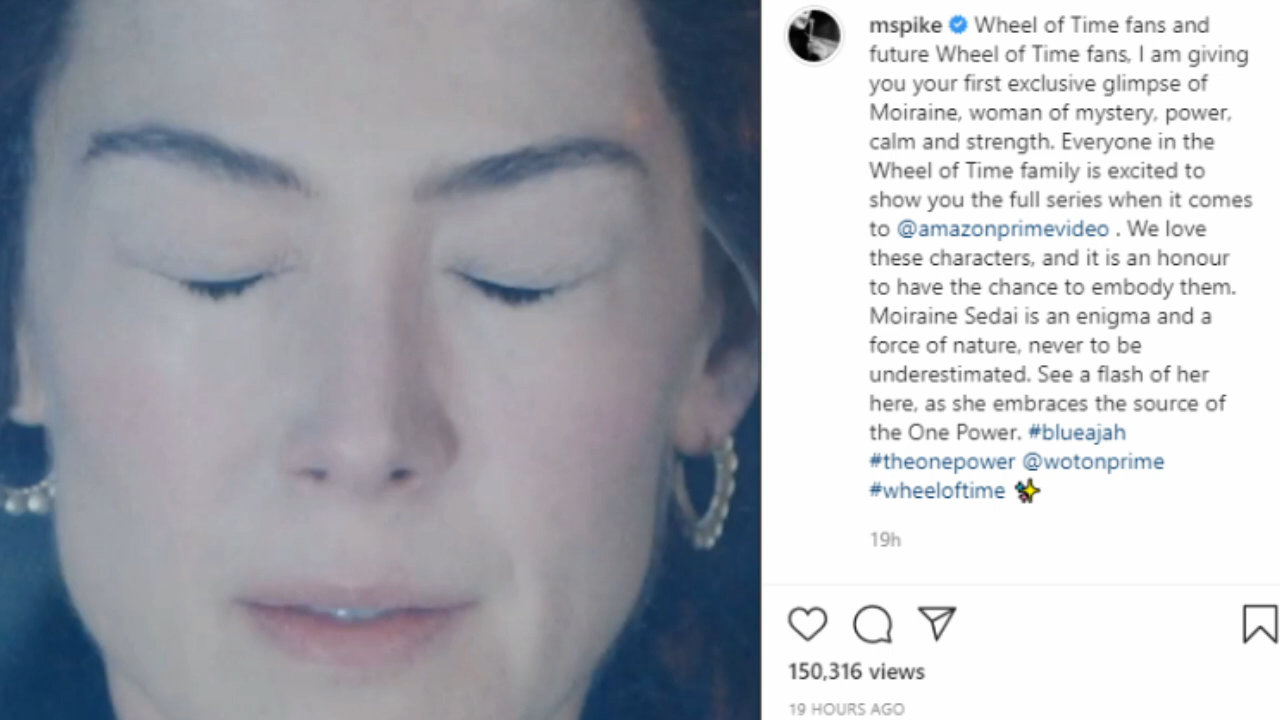 mspike Wheel of Time fans and
future Wheel of Time fans, I am giving
you your first exclusive glimpse of
Moiraine, woman of mystery, power,
calm and strength. Everyone in the
Wheel of Time family is excited to
show you the full series when it comes
to @amazonprimevideo . We love
these characters, and it is an honour
to have the chance to embody them.
Moiraine Sedai is an enigma and a
force of nature, never to be
underestimated. See a flash of her
here, as she embraces the source of
the One Power. #blueajah
#theonepower @wotonprime
#wheeloftime ✨
19h
150,316 views
19 HOURS AGO